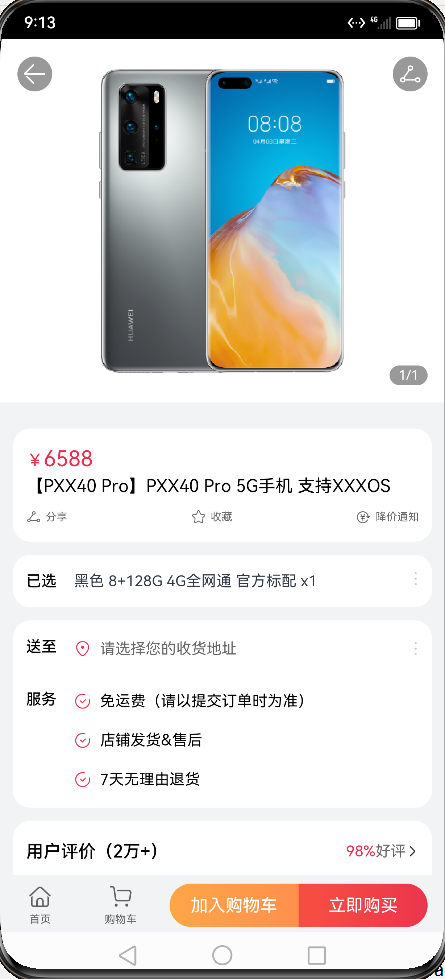 9:13
4G
08:08
HUAWEI
1/1
￥6588
【PXX40 Pro】PXX40 Pro 5G手机 支持XXXOS
分享 收藏 降价通知
已选 黑色 8+128G 4G全网通 官方标配 x1
送至 请选择您的收货地址
服务 免运费（请以提交订单时为准）
店铺发货&售后
7天无理由退货
用户评价（2万+） 98%好评
首页 购物车 加入购物车 立即购买